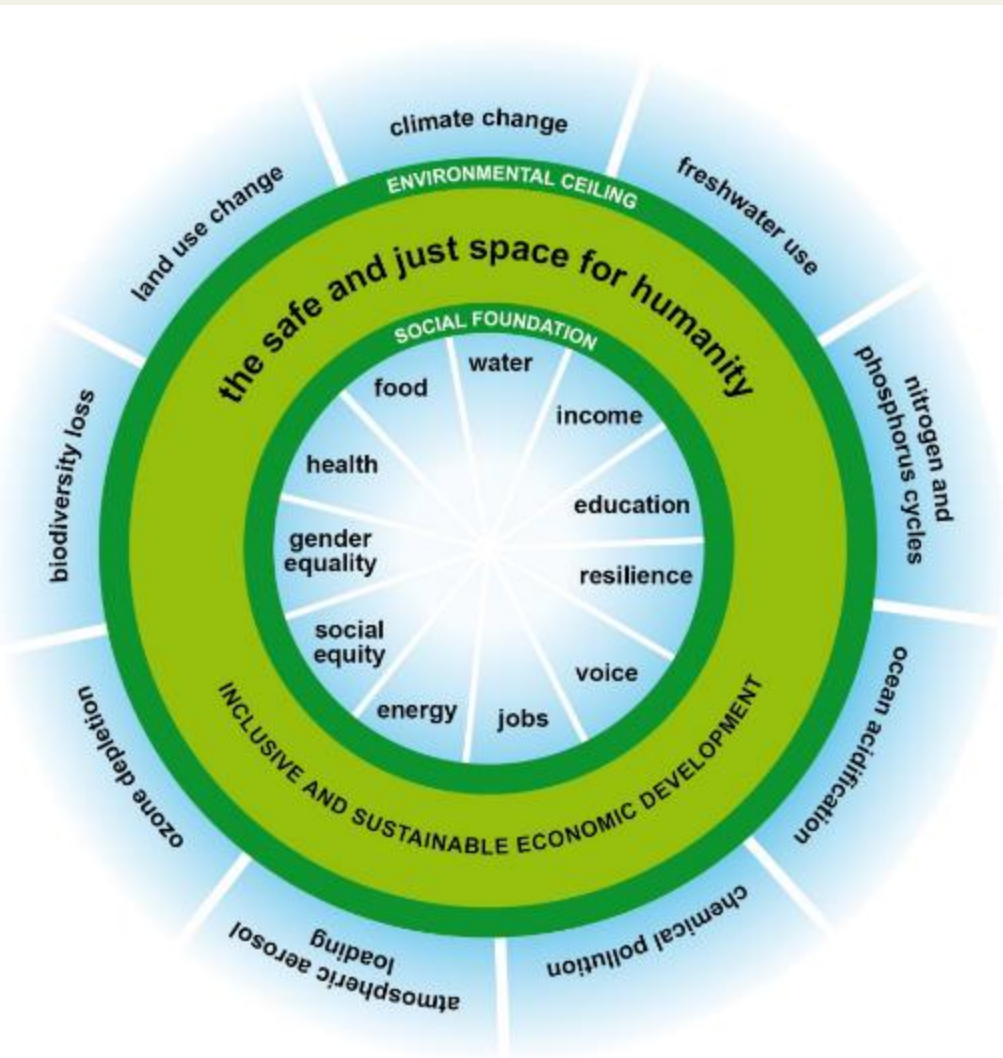 climate change
freshwater use
nitrogen and
phosphorus cycles
ocean acidification
chemical pollution
atmospheric aerosol
loading
ozone depletion
biodiversity loss
land use change
ENVIRONMENTAL CEILING
the safe and just space for humanity
SOCIAL FOUNDATION
water
income
education
resilience
voice
jobs
energy
social
equity
gender
equality
health
food
INCLUSIVE AND SUSTAINABLE ECONOMIC DEVELOPMENT